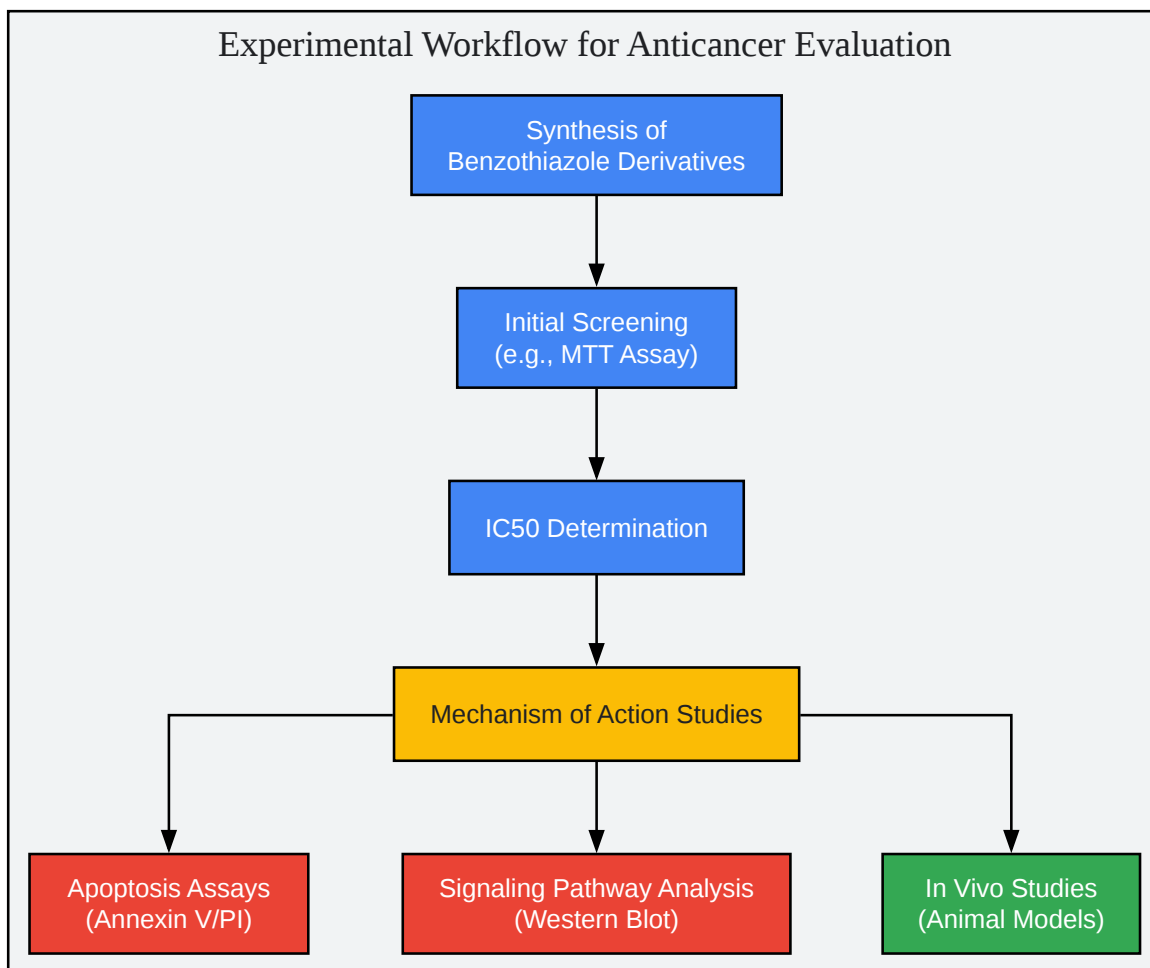 Experimental Workflow for Anticancer Evaluation
Synthesis of
Benzothiazole Derivatives
Initial Screening
(e.g., MTT Assay)
IC50 Determination
Mechanism of Action Studies
Apoptosis Assays
(Annexin V/PI)
Signaling Pathway Analysis
(Western Blot)
In Vivo Studies
(Animal Models)